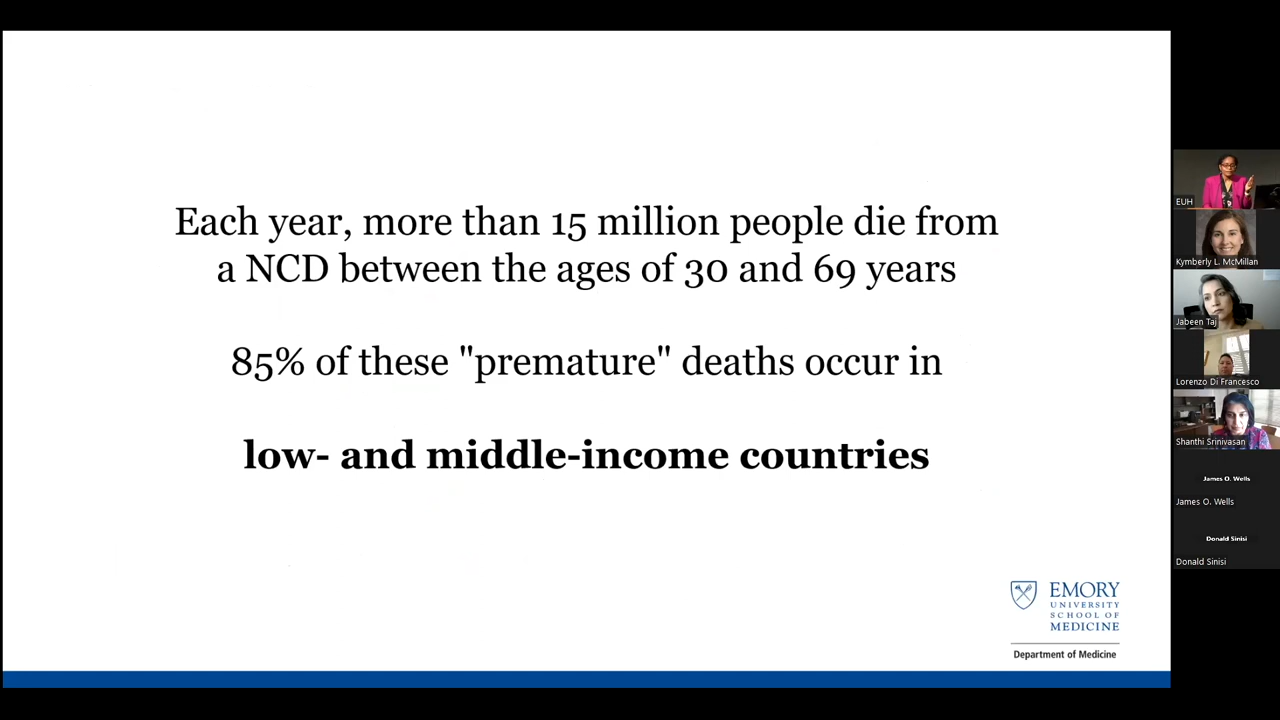 Each year, more than 15 million people die from
a NCD between the ages of 30 and 69 years
85% of these "premature" deaths occur in
low- and middle-income countries
EMORY
UNIVERSITY
SCHOOL OF
MEDICINE
Department of Medicine
EUH
Kymberly L. McMillan
Jabeen Taj
Lorenzo Di Francesco
Shanthi Srinivasan
James O. Wells
James O. Wells
Donald Sinisi
Donald Sinisi